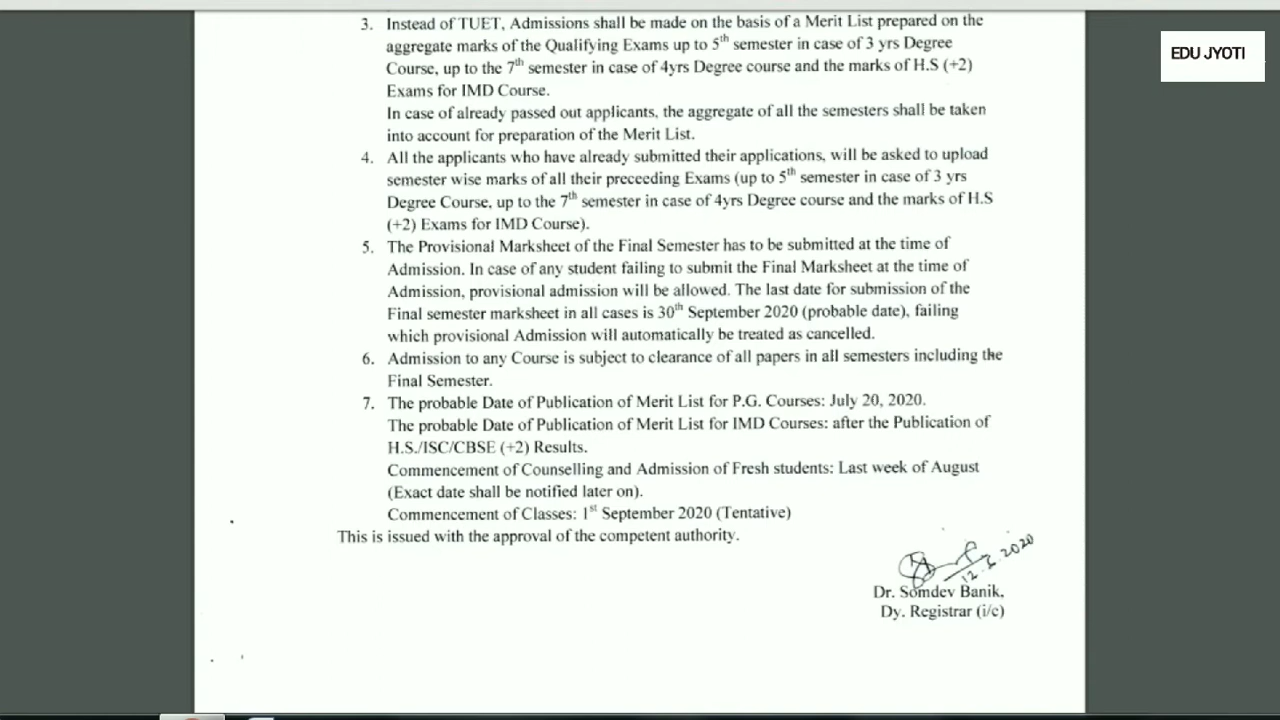 3. Instead of TUET, Admissions shall be made on the basis of a Merit List prepared on the
aggregate marks of the Qualifying Exams up to 5th semester in case of 3 yrs Degree
Course, up to the 7th semester in case of 4yrs Degree course and the marks of H.S (+2)
Exams for IMD Course.
In case of already passed out applicants, the aggregate of all the semesters shall be taken
into account for preparation of the Merit List.
4. All the applicants who have already submitted their applications, will be asked to upload
semester wise marks of all their preceeding Exams (up to 5th semester in case of 3 yrs
Degree Course, up to the 7th semester in case of 4yrs Degree course and the marks of H.S
(+2) Exams for IMD Course).
5. The Provisional Marksheet of the Final Semester has to be submitted at the time of
Admission. In case of any student failing to submit the Final Marksheet at the time of
Admission, provisional admission will be allowed. The last date for submission of the
Final semester marksheet in all cases is 30th September 2020 (probable date), failing
which provisional Admission will automatically be treated as cancelled.
6. Admission to any Course is subject to clearance of all papers in all semesters including the
Final Semester.
7. The probable Date of Publication of Merit List for P.G. Courses: July 20, 2020.
The probable Date of Publication of Merit List for IMD Courses: after the Publication of
H.S./ISC/CBSE (+2) Results.
Commencement of Counselling and Admission of Fresh students: Last week of August
(Exact date shall be notified later on).
Commencement of Classes: 1st September 2020 (Tentative)
This is issued with the approval of the competent authority.
Dr. Somdev Banik,
Dy. Registrar (i/c)
EDU JYOTI